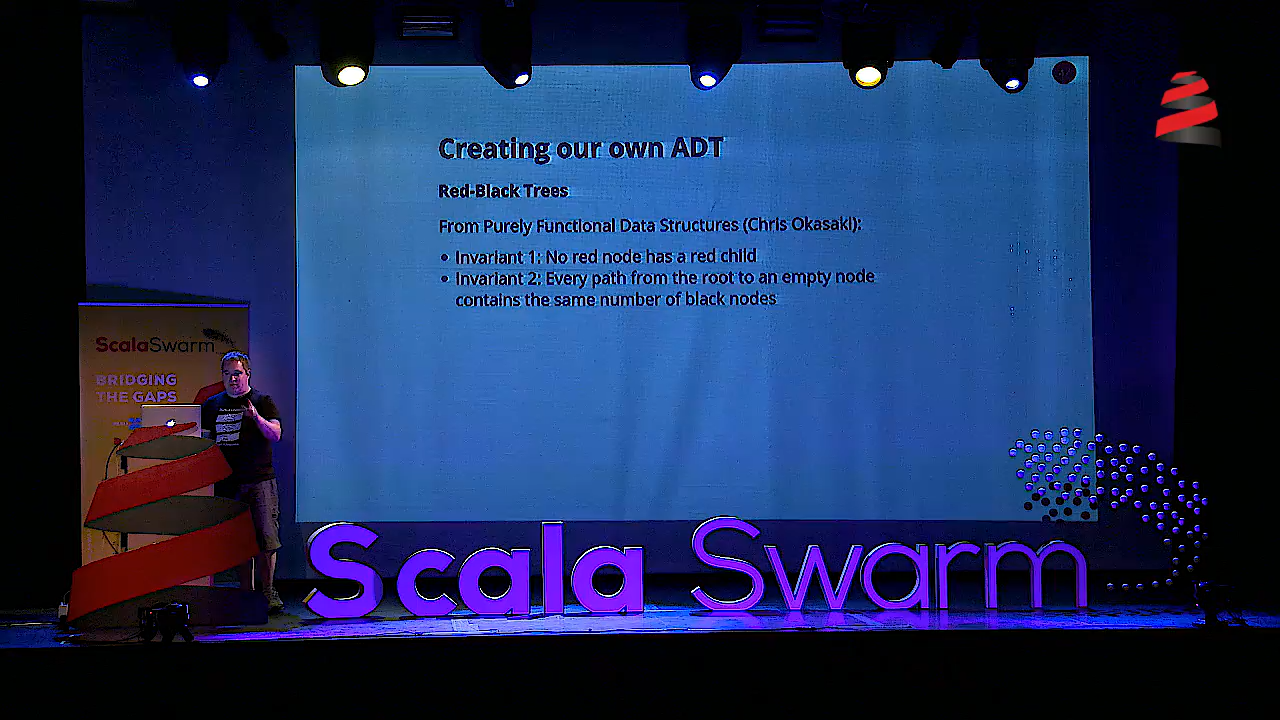 Creating our own ADT
Red-Black Trees
From Purely Functional Data Structures (Chris Okasaki):
• Invariant 1: No red node has a red child
• Invariant 2: Every path from the root to an empty node
contains the same number of black nodes
ScalaSwarm
BRIDGING
THE GAPS
Scala Swarm